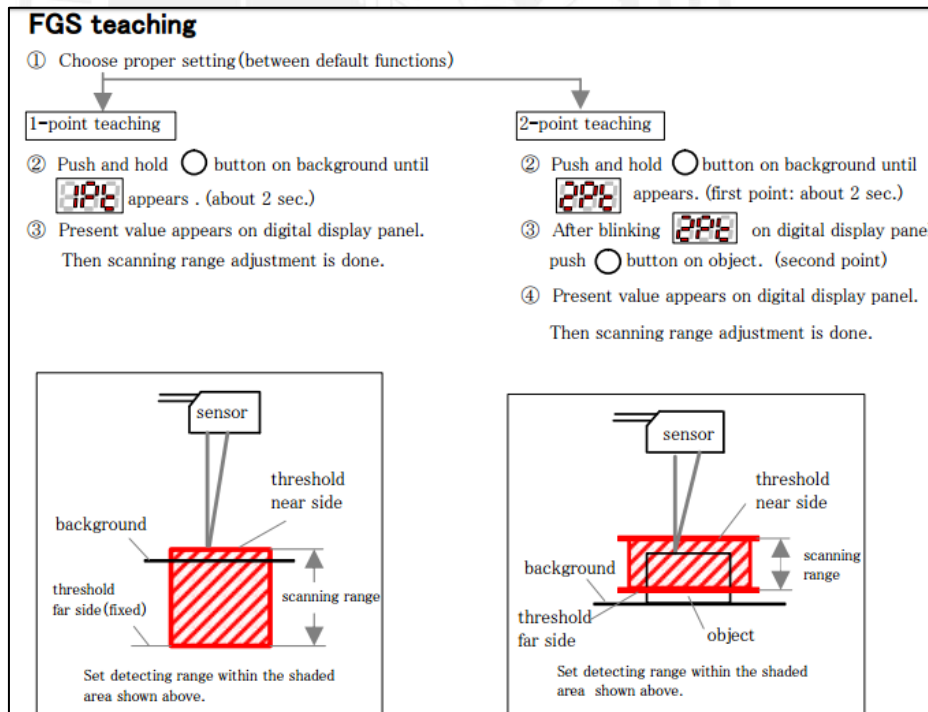 FGS teaching
① Choose proper setting(between default functions)
1-point teaching
② Push and hold ◯ button on background until
1Pt appears . (about 2 sec.)
③ Present value appears on digital display panel.
Then scanning range adjustment is done.
2-point teaching
② Push and hold ◯ button on background until
2Pt appears. (first point: about 2 sec.)
③ After blinking 2Pt on digital display pane
push ◯ button on object. (second point)
④ Present value appears on digital display panel.
Then scanning range adjustment is done.
sensor
threshold
near side
background
threshold
far side(fixed)
scanning range
Set detecting range within the shaded
area shown above.
sensor
threshold
near side
scanning
range
background
threshold
far side
object
Set detecting range within the shaded
area shown above.